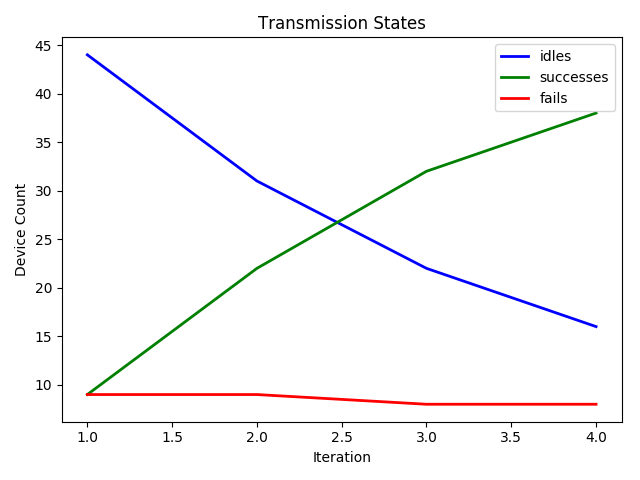 Transmission States
45
40
35
30
25
20
15
10
Device Count
idles
successes
fails
1.0 1.5 2.0 2.5 3.0 3.5 4.0
Iteration